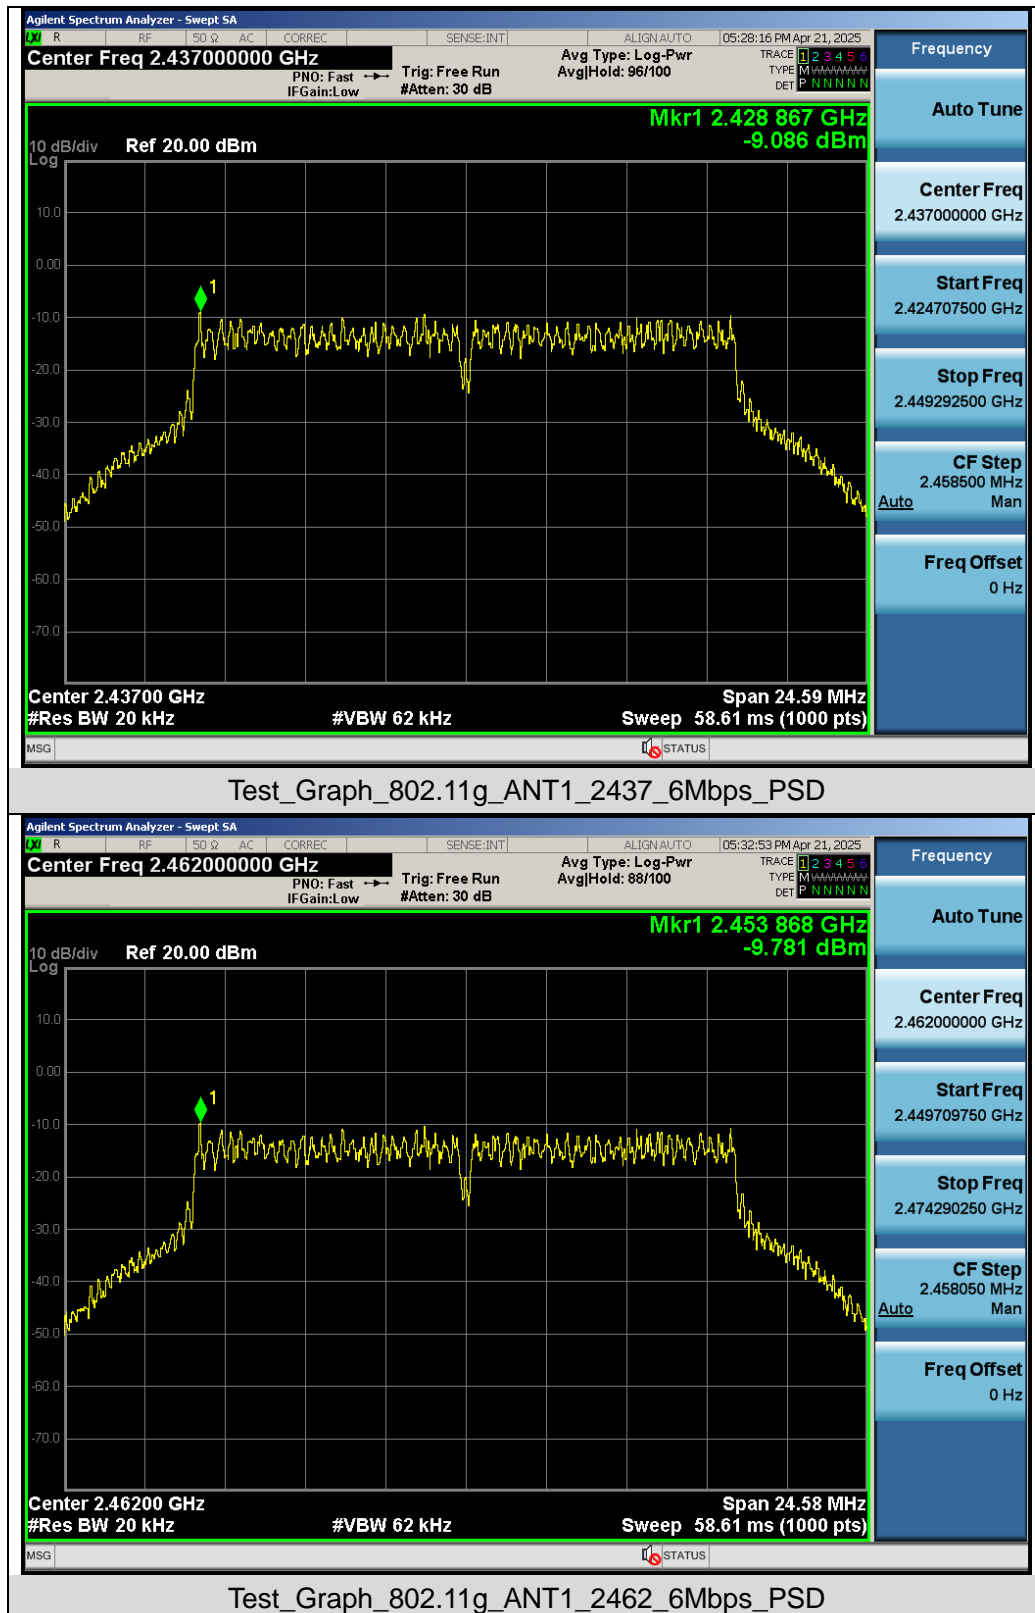 Agilent Spectrum Analyzer - Swept SA
LXI R RF 50 Ω AC CORREC SENSE:INT ALIGN AUTO 05:28:16 PM Apr 21, 2025
Center Freq 2.437000000 GHz
PNO: Fast
IFGain:Low
Trig: Free Run
#Atten: 30 dB
Avg Type: Log-Pwr
Avg|Hold: 96/100
TRACE 1 2 3 4 5 6
TYPE M
DET P N N N N N
Mkr1 2.428 867 GHz
-9.086 dBm
10 dB/div Ref 20.00 dBm
Log
10.0
0.00
1
-10.0
-20.0
-30.0
-40.0
-50.0
-60.0
-70.0
Center 2.43700 GHz Span 24.59 MHz
#Res BW 20 kHz #VBW 62 kHz Sweep 58.61 ms (1000 pts)
MSG STATUS
Frequency
Auto Tune
Center Freq
2.437000000 GHz
Start Freq
2.424707500 GHz
Stop Freq
2.449292500 GHz
CF Step
2.458500 MHz
Auto Man
Freq Offset
0 Hz
Test_Graph_802.11g_ANT1_2437_6Mbps_PSD
Agilent Spectrum Analyzer - Swept SA
LXI R RF 50 Ω AC CORREC SENSE:INT ALIGN AUTO 05:32:53 PM Apr 21, 2025
Center Freq 2.462000000 GHz
PNO: Fast
IFGain:Low
Trig: Free Run
#Atten: 30 dB
Avg Type: Log-Pwr
Avg|Hold: 88/100
TRACE 1 2 3 4 5 6
TYPE M
DET P N N N N N
Mkr1 2.453 868 GHz
-9.781 dBm
10 dB/div Ref 20.00 dBm
Log
10.0
0.00
1
-10.0
-20.0
-30.0
-40.0
-50.0
-60.0
-70.0
Center 2.46200 GHz Span 24.58 MHz
#Res BW 20 kHz #VBW 62 kHz Sweep 58.61 ms (1000 pts)
MSG STATUS
Frequency
Auto Tune
Center Freq
2.462000000 GHz
Start Freq
2.449709750 GHz
Stop Freq
2.474290250 GHz
CF Step
2.458050 MHz
Auto Man
Freq Offset
0 Hz
Test_Graph_802.11g_ANT1_2462_6Mbps_PSD